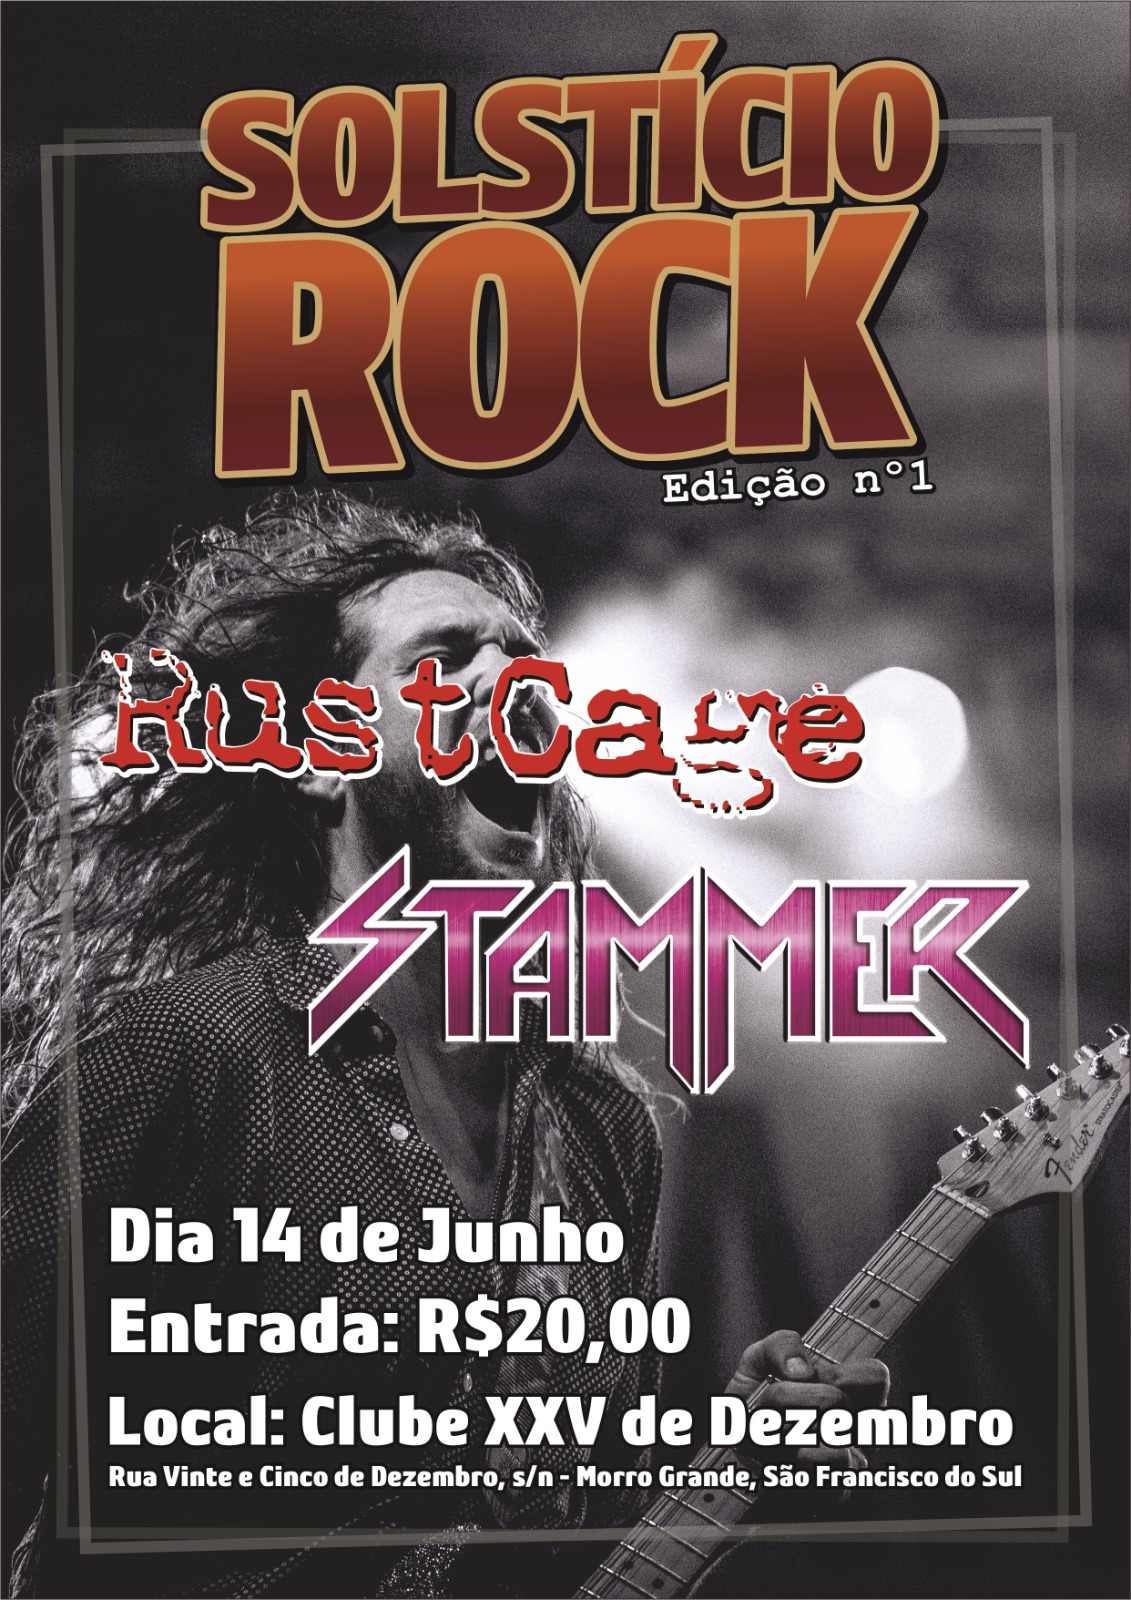 SOLSTÍCIO
ROCK
Edição nº1
RustCage
STAMMER
Fender
STRATOCASTER
Dia 14 de Junho
Entrada: R$20,00
Local: Clube XXV de Dezembro
Rua Vinte e Cinco de Dezembro, s/n - Morro Grande, São Francisco do Sul